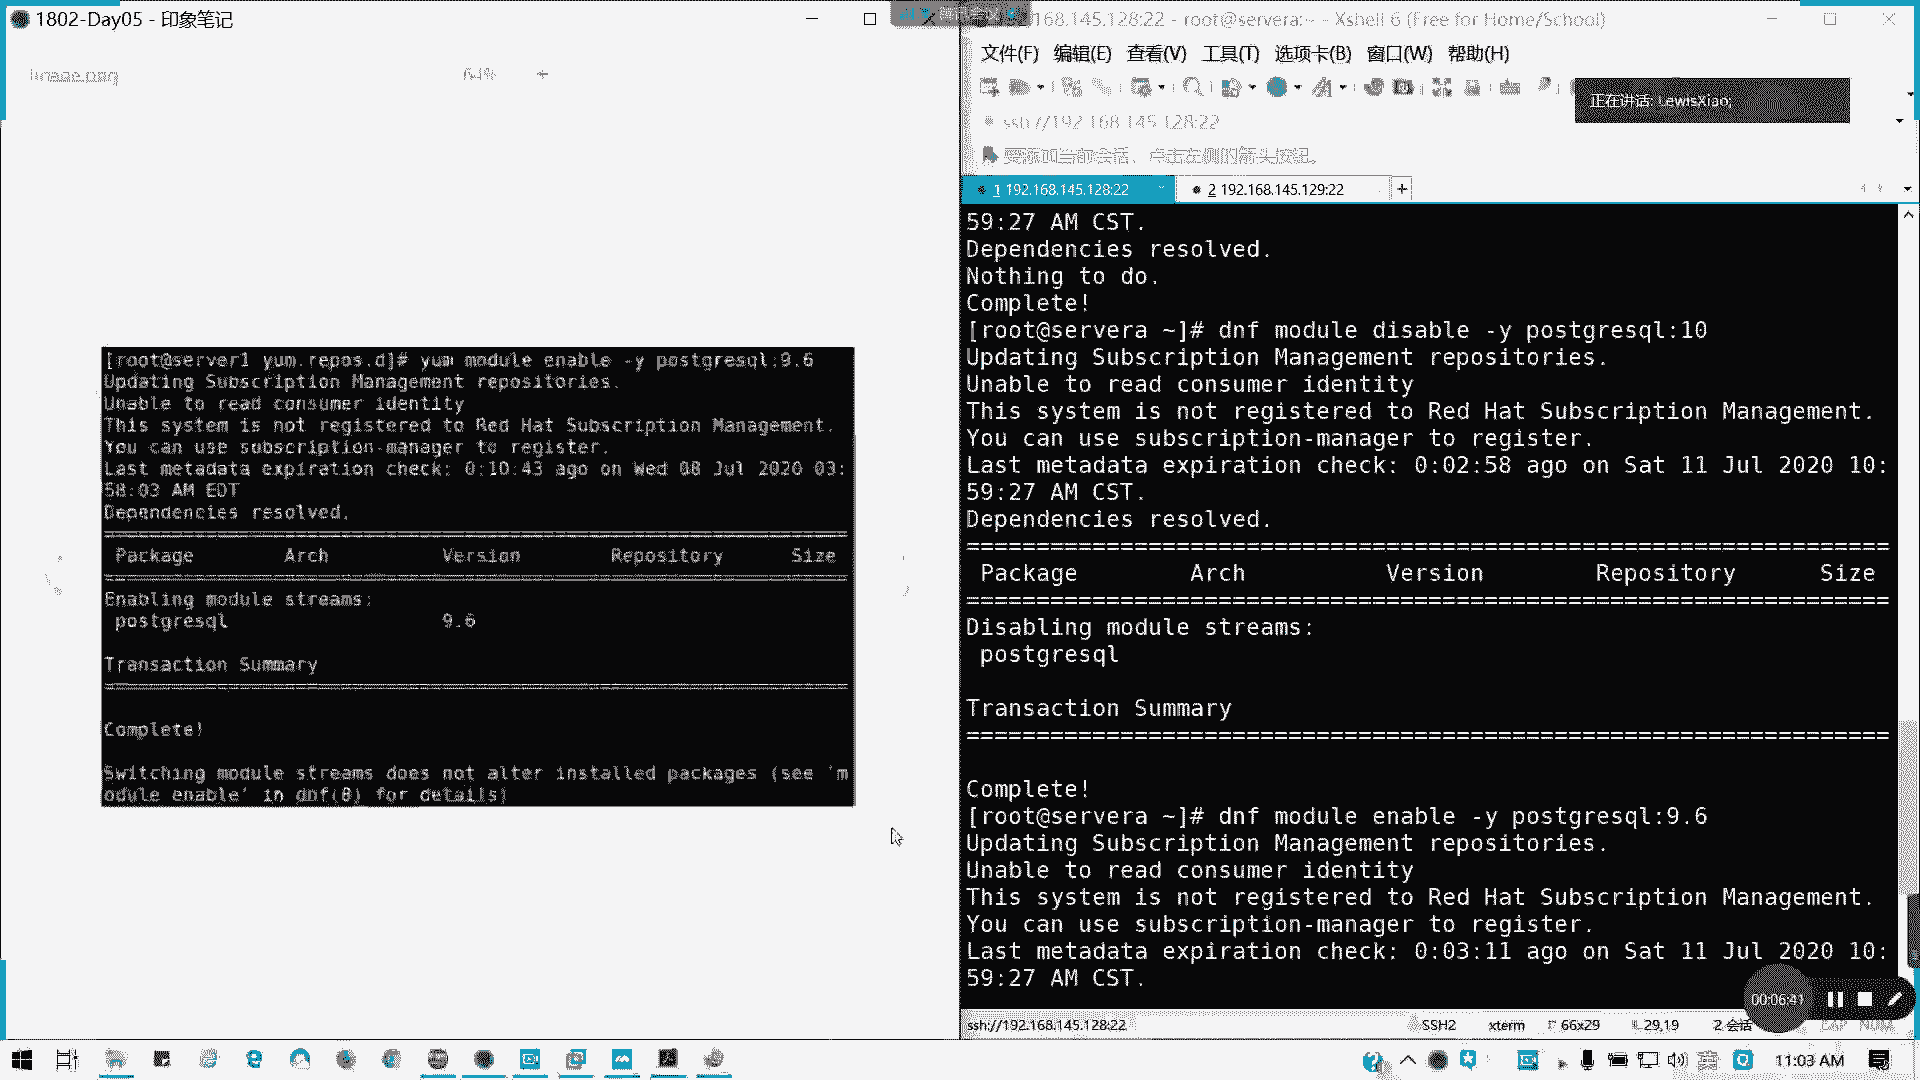 1802-Day05 - 印象笔记
image.png
64%
[root@server1 yum.repos.d]# yum module enable -y postgresql:9.6
Updating Subscription Management repositories.
Unable to read consumer identity
This system is not registered to Red Hat Subscription Management.
You can use subscription-manager to register.
Last metadata expiration check: 0:10:43 ago on Wed 08 Jul 2020 03:
58:03 AM EDT
Dependencies resolved.
Package Arch Version Repository Size
Enabling module streams:
postgresql 9.6
Transaction Summary
Complete!
Switching module streams does not alter installed packages (see 'm
odule enable' in dnf(8) for details)
腾讯会议
168.145.128:22 - root@servera:~ - Xshell 6 (Free for Home/School)
文件(F) 编辑(E) 查看(V) 工具(T) 选项卡(B) 窗口(W) 帮助(H)
正在讲话: LewisXiao;
ssh://192.168.145.128:22
要添加当前会话，点击左侧的箭头按钮。
1 192.168.145.128:22
2 192.168.145.129:22
59:27 AM CST.
Dependencies resolved.
Nothing to do.
Complete!
[root@servera ~]# dnf module disable -y postgresql:10
Updating Subscription Management repositories.
Unable to read consumer identity
This system is not registered to Red Hat Subscription Management.
You can use subscription-manager to register.
Last metadata expiration check: 0:02:58 ago on Sat 11 Jul 2020 10:
59:27 AM CST.
Dependencies resolved.
================================================================
Package Arch Version Repository Size
================================================================
Disabling module streams:
postgresql
Transaction Summary
================================================================
Complete!
[root@servera ~]# dnf module enable -y postgresql:9.6
Updating Subscription Management repositories.
Unable to read consumer identity
This system is not registered to Red Hat Subscription Management.
You can use subscription-manager to register.
Last metadata expiration check: 0:03:11 ago on Sat 11 Jul 2020 10:
59:27 AM CST.
00:06:41
ssh://192.168.145.128:22 SSH2 xterm 66x29 29,19 2 会话 CAP NUM
英
11:03 AM